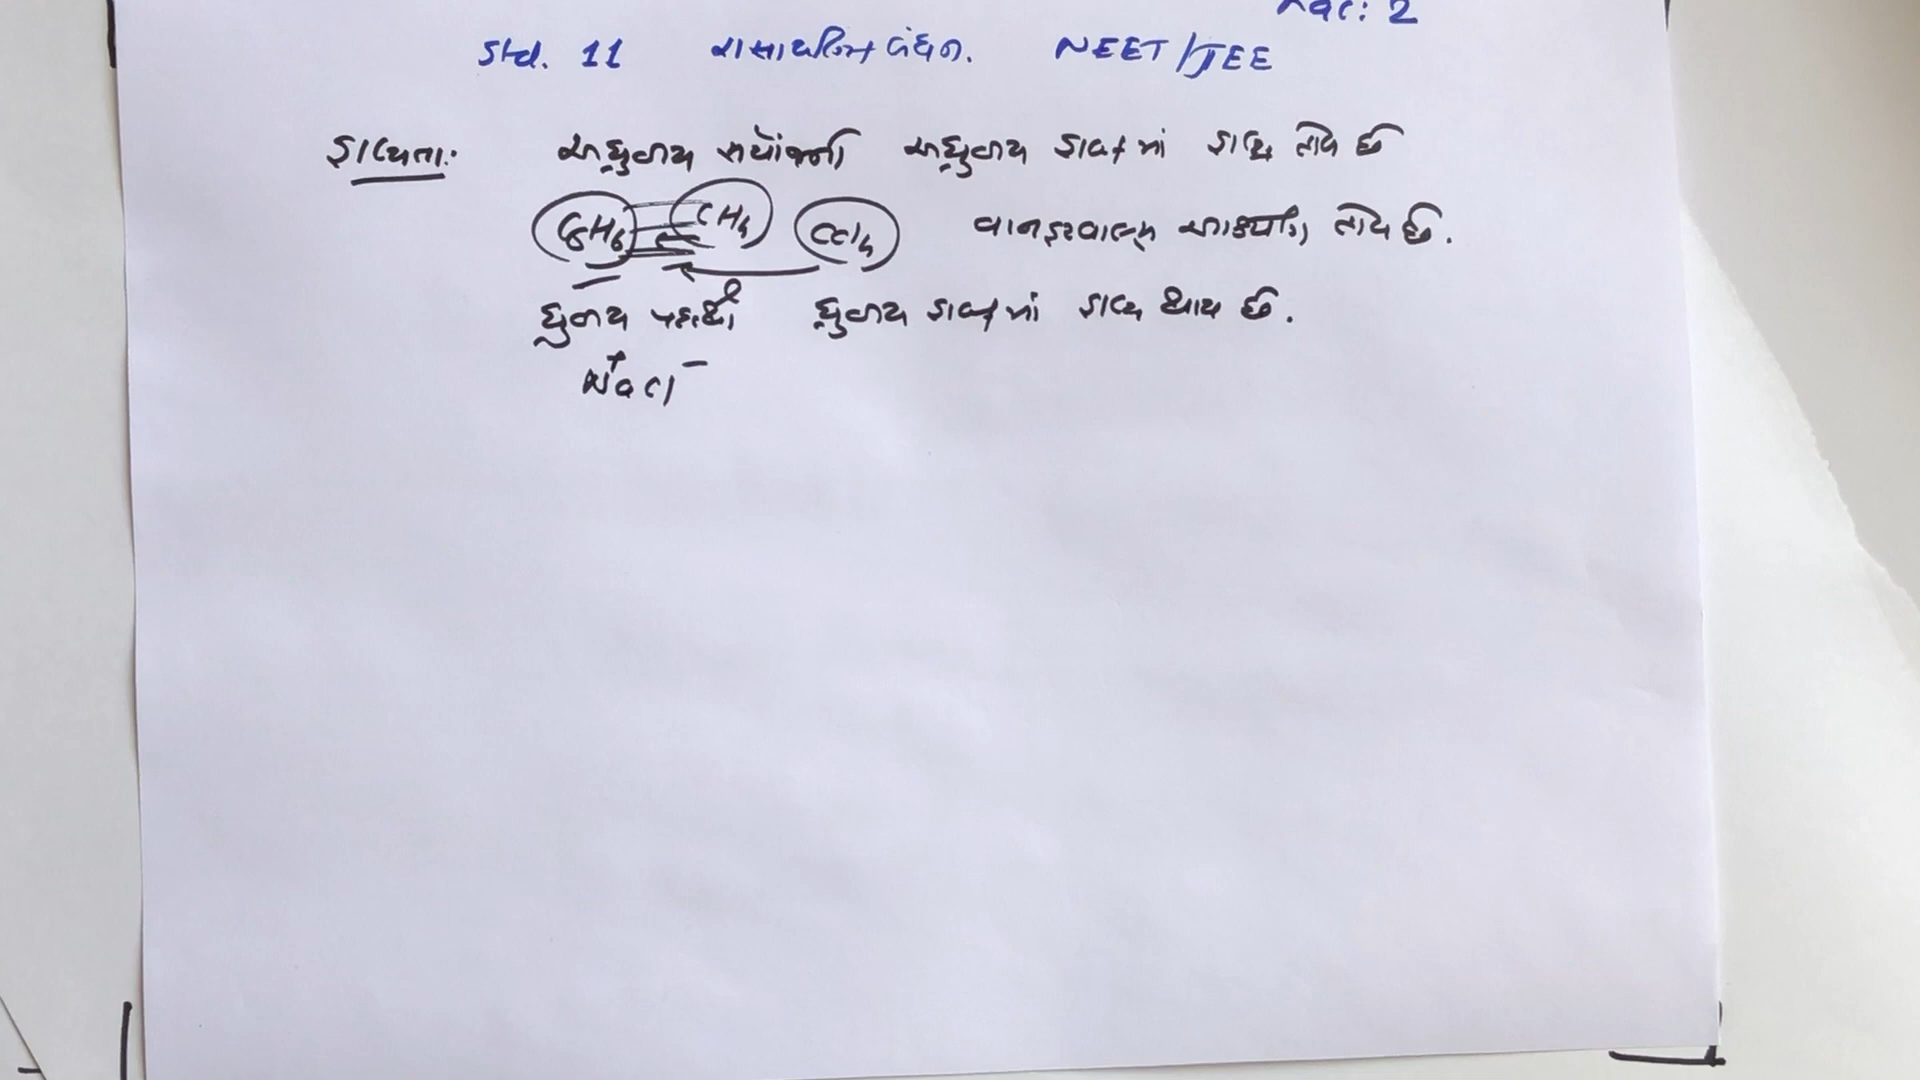 Lec: 2
Std. 11 રાસાયણિક બંધન. NEET/JEE
દ્રાવ્યતા: અધ્રુવીય સંયોજનો અધ્રુવીય દ્રાવકમાં દ્રાવ્ય હોય છે
C6H6 CH4 CCl4 વાનડરવાલ્સ આકર્ષણ હોય છે.
ધ્રુવીય પદાર્થો ધ્રુવીય દ્રાવકમાં દ્રાવ્ય થાય છે.
Na+Cl-